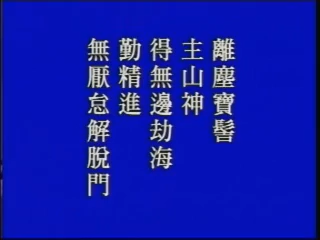 離塵寶髻
主山神
得無邊劫海
勤精進
無厭怠解脫門